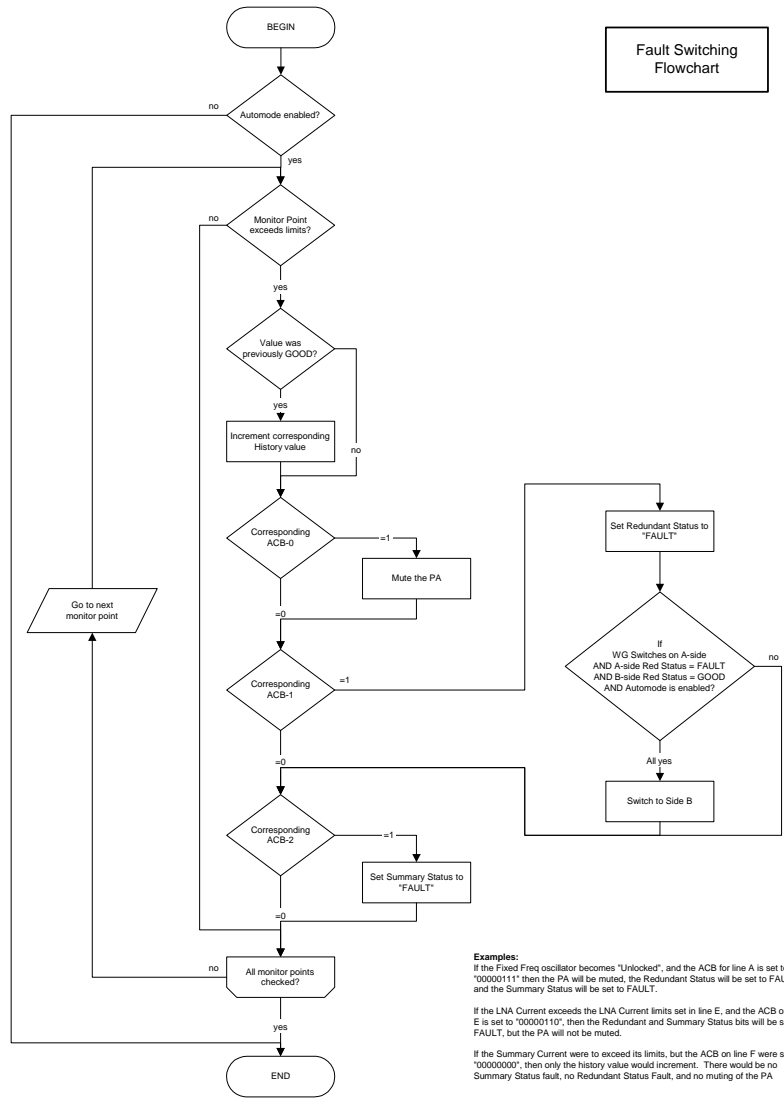 BEGIN
Fault Switching
Flowchart
no
Automode enabled?
yes
no
Monitor Point
exceeds limits?
yes
Value was
previously GOOD?
yes
Increment corresponding
History value
no
Corresponding
ACB-0
=1
Mute the PA
=0
Set Redundant Status to
"FAULT"
Go to next
monitor point
If
WG Switches on A-side
AND A-side Red Status = FAULT
AND B-side Red Status = GOOD
AND Automode is enabled?
no
Corresponding
ACB-1
=1
=0
All yes
Switch to Side B
Corresponding
ACB-2
=1
Set Summary Status to
"FAULT"
=0
no
All monitor points
checked?
yes
END
Examples:
If the Fixed Freq oscillator becomes "Unlocked", and the ACB for line A is set to
"00000111" then the PA will be muted, the Redundant Status will be set to
and the Summary Status will be set to FAULT.
If the LNA Current exceeds the LNA Current limits set in line E, and the ACB
E is set to "00000110", then the Redundant and Summary Status bits will be
FAULT, but the PA will not be muted.
If the Summary Current were to exceed its limits, but the ACB on line F were
"00000000", then only the history value would increment. There would be no
Summary Status fault, no Redundant Status Fault, and no muting of the PA